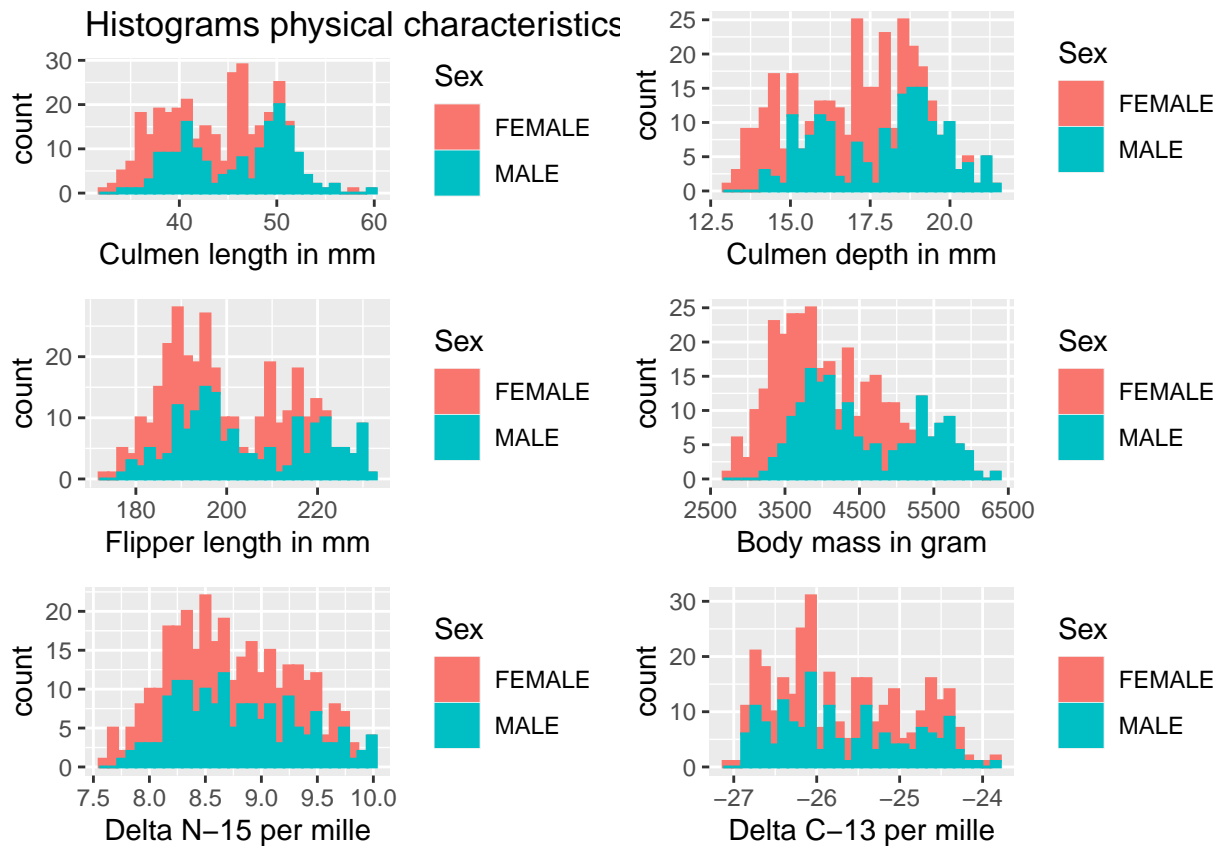 Histograms physical characteristics
count
30
20
10
0
40 50 60
Culmen length in mm
Sex
FEMALE
MALE
count
25
20
15
10
5
0
12.5 15.0 17.5 20.0
Culmen depth in mm
Sex
FEMALE
MALE
count
20
10
0
180 200 220
Flipper length in mm
Sex
FEMALE
MALE
count
25
20
15
10
5
0
2500 3500 4500 5500 6500
Body mass in gram
Sex
FEMALE
MALE
count
20
15
10
5
0
7.5 8.0 8.5 9.0 9.5 10.0
Delta N−15 per mille
Sex
FEMALE
MALE
count
30
20
10
0
−27 −26 −25 −24
Delta C−13 per mille
Sex
FEMALE
MALE